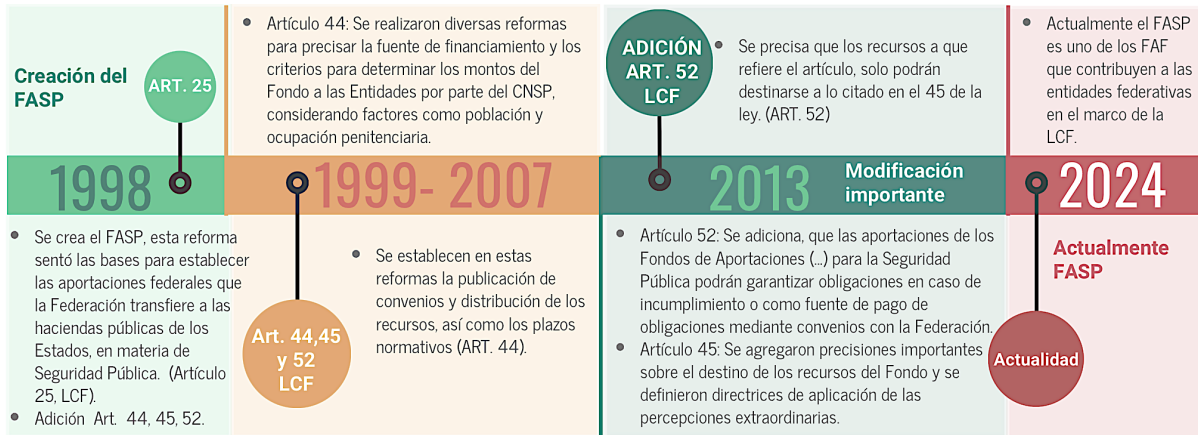 Creación del
FASP
ART. 25
1998
• Se crea el FASP, esta reforma
sentó las bases para establecer
las aportaciones federales que
la Federación transfiere a las
haciendas públicas de los
Estados, en materia de
Seguridad Pública. (Artículo
25, LCF).
• Adición Art. 44, 45, 52.
• Artículo 44: Se realizaron diversas reformas
para precisar la fuente de financiamiento y los
criterios para determinar los montos del
Fondo a las Entidades por parte del CNSP,
considerando factores como población y
ocupación penitenciaria.
1999- 2007
Art. 44,45
y 52
LCF
• Se establecen en estas
reformas la publicación de
convenios y distribución de los
recursos, así como los plazos
normativos (ART. 44).
ADICIÓN
ART. 52
LCF
• Se precisa que los recursos a que
refiere el artículo, solo podrán
destinarse a lo citado en el 45 de la
ley. (ART. 52)
2013
Modificación
importante
• Artículo 52: Se adiciona, que las aportaciones de los
Fondos de Aportaciones (...) para la Seguridad
Pública podrán garantizar obligaciones en caso de
incumplimiento o como fuente de pago de
obligaciones mediante convenios con la Federación.
• Artículo 45: Se agregaron precisiones importantes
sobre el destino de los recursos del Fondo y se
definieron directrices de aplicación de las
percepciones extraordinarias.
• Actualmente el FASP
es uno de los FAF
que contribuyen a las
entidades federativas
en el marco de la
LCF.
2024
Actualmente
FASP
Actualidad